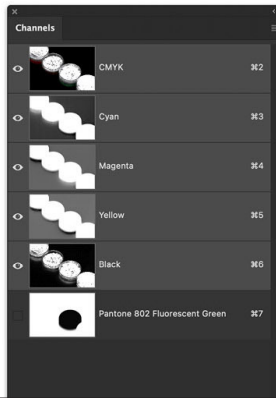 Channels
CMYK ⌘2
Cyan ⌘3
Magenta ⌘4
Yellow ⌘5
Black ⌘6
Pantone 802 Fluorescent Green ⌘7